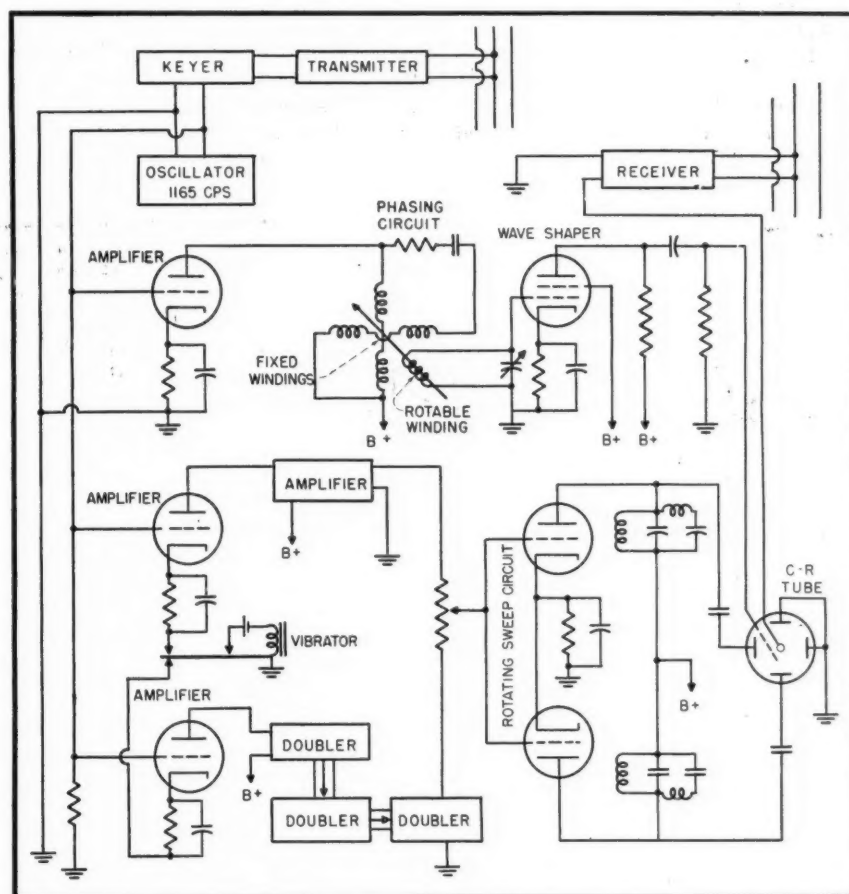 KEYER
TRANSMITTER
OSCILLATOR
1165 CPS
RECEIVER
PHASING
CIRCUIT
AMPLIFIER
WAVE SHAPER
FIXED
WINDINGS
ROTABLE
WINDING
B+
B+
B+
AMPLIFIER
AMPLIFIER
B+
ROTATING SWEEP CIRCUIT
C-R
TUBE
VIBRATOR
B+
AMPLIFIER
DOUBLER
B+
DOUBLER
DOUBLER